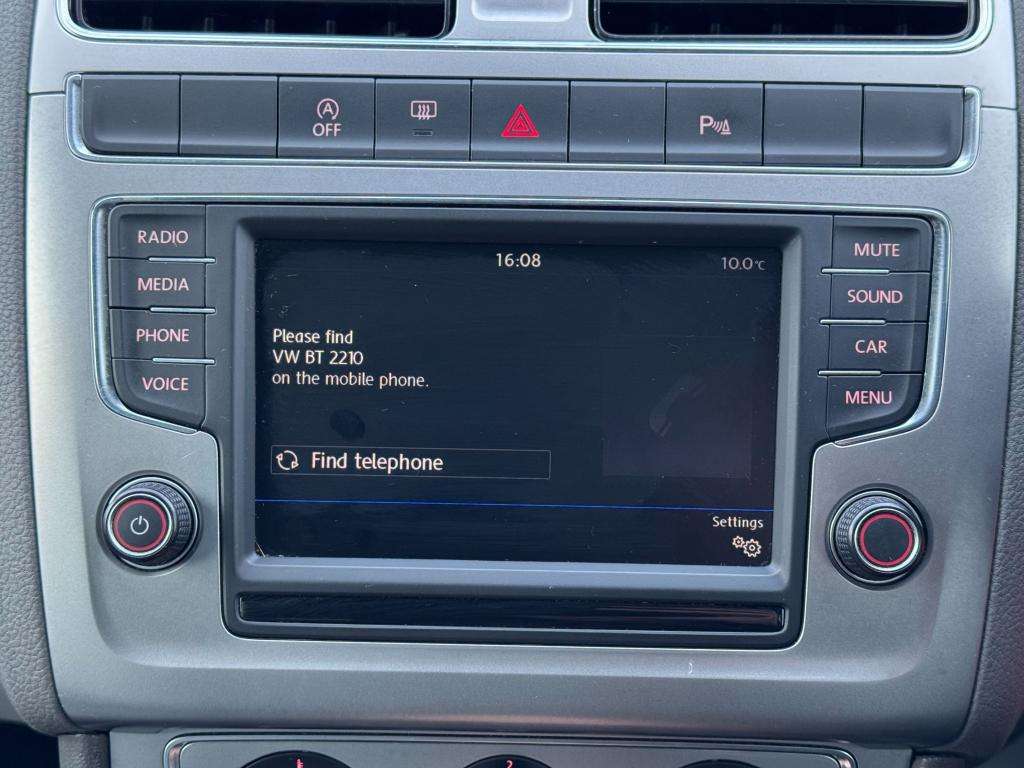 A
OFF
P
RADIO
MEDIA
PHONE
VOICE
16:08
10.0°C
Please find
VW BT 2210
on the mobile phone.
Find telephone
Settings
MUTE
SOUND
CAR
MENU
2